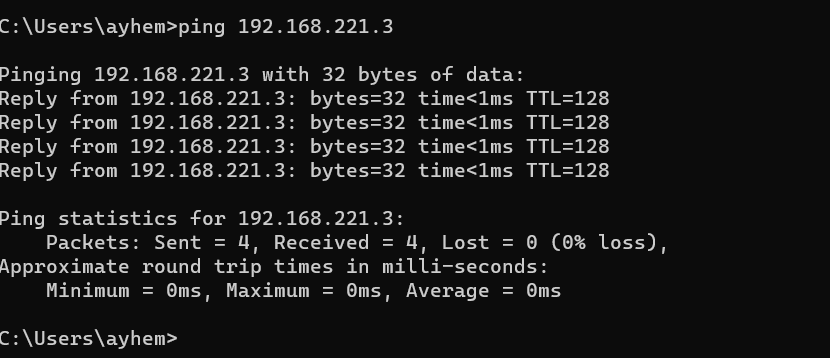 C:\Users\ayhem>ping 192.168.221.3
Pinging 192.168.221.3 with 32 bytes of data:
Reply from 192.168.221.3: bytes=32 time<1ms TTL=128
Reply from 192.168.221.3: bytes=32 time<1ms TTL=128
Reply from 192.168.221.3: bytes=32 time<1ms TTL=128
Reply from 192.168.221.3: bytes=32 time<1ms TTL=128
Ping statistics for 192.168.221.3:
    Packets: Sent = 4, Received = 4, Lost = 0 (0% loss),
Approximate round trip times in milli-seconds:
    Minimum = 0ms, Maximum = 0ms, Average = 0ms
C:\Users\ayhem>